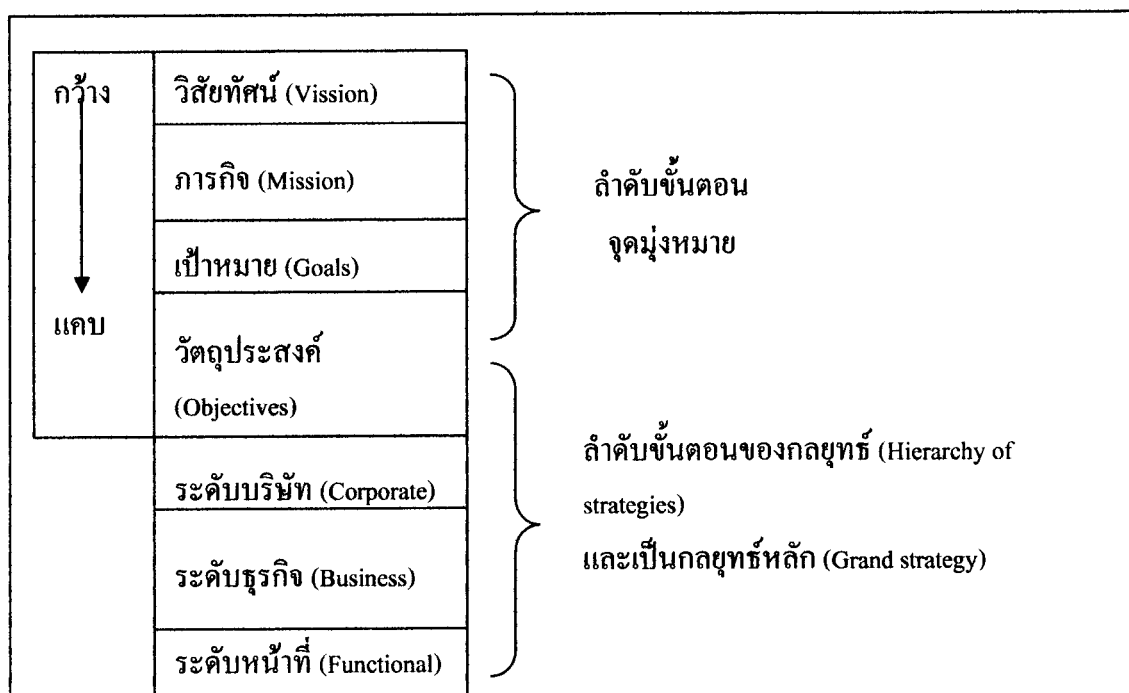 กว้าง
วิสัยทัศน์ (Vission)
ภารกิจ (Mission)
เป้าหมาย (Goals)
แคบ
วัตถุประสงค์
(Objectives)
ลำดับขั้นตอน
จุดมุ่งหมาย
ระดับบริษัท (Corporate)
ระดับธุรกิจ (Business)
ระดับหน้าที่ (Functional)
ลำดับขั้นตอนของกลยุทธ์ (Hierarchy of
strategies)
และเป็นกลยุทธ์หลัก (Grand strategy)